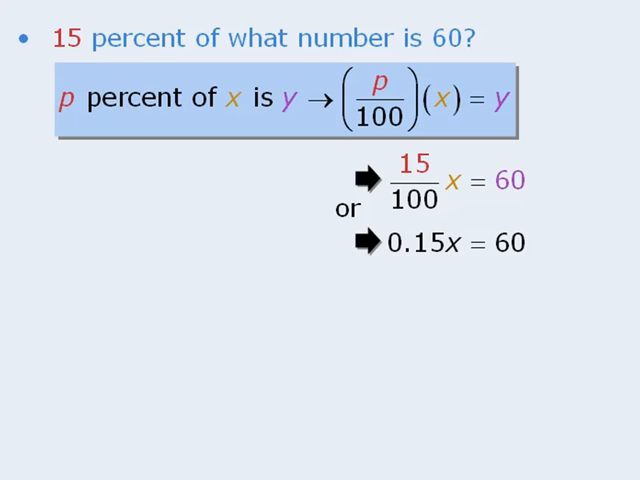 • 15 percent of what number is 60?
p percent of x is y → (p/100)(x) = y
15/100 x = 60
or
0.15x = 60